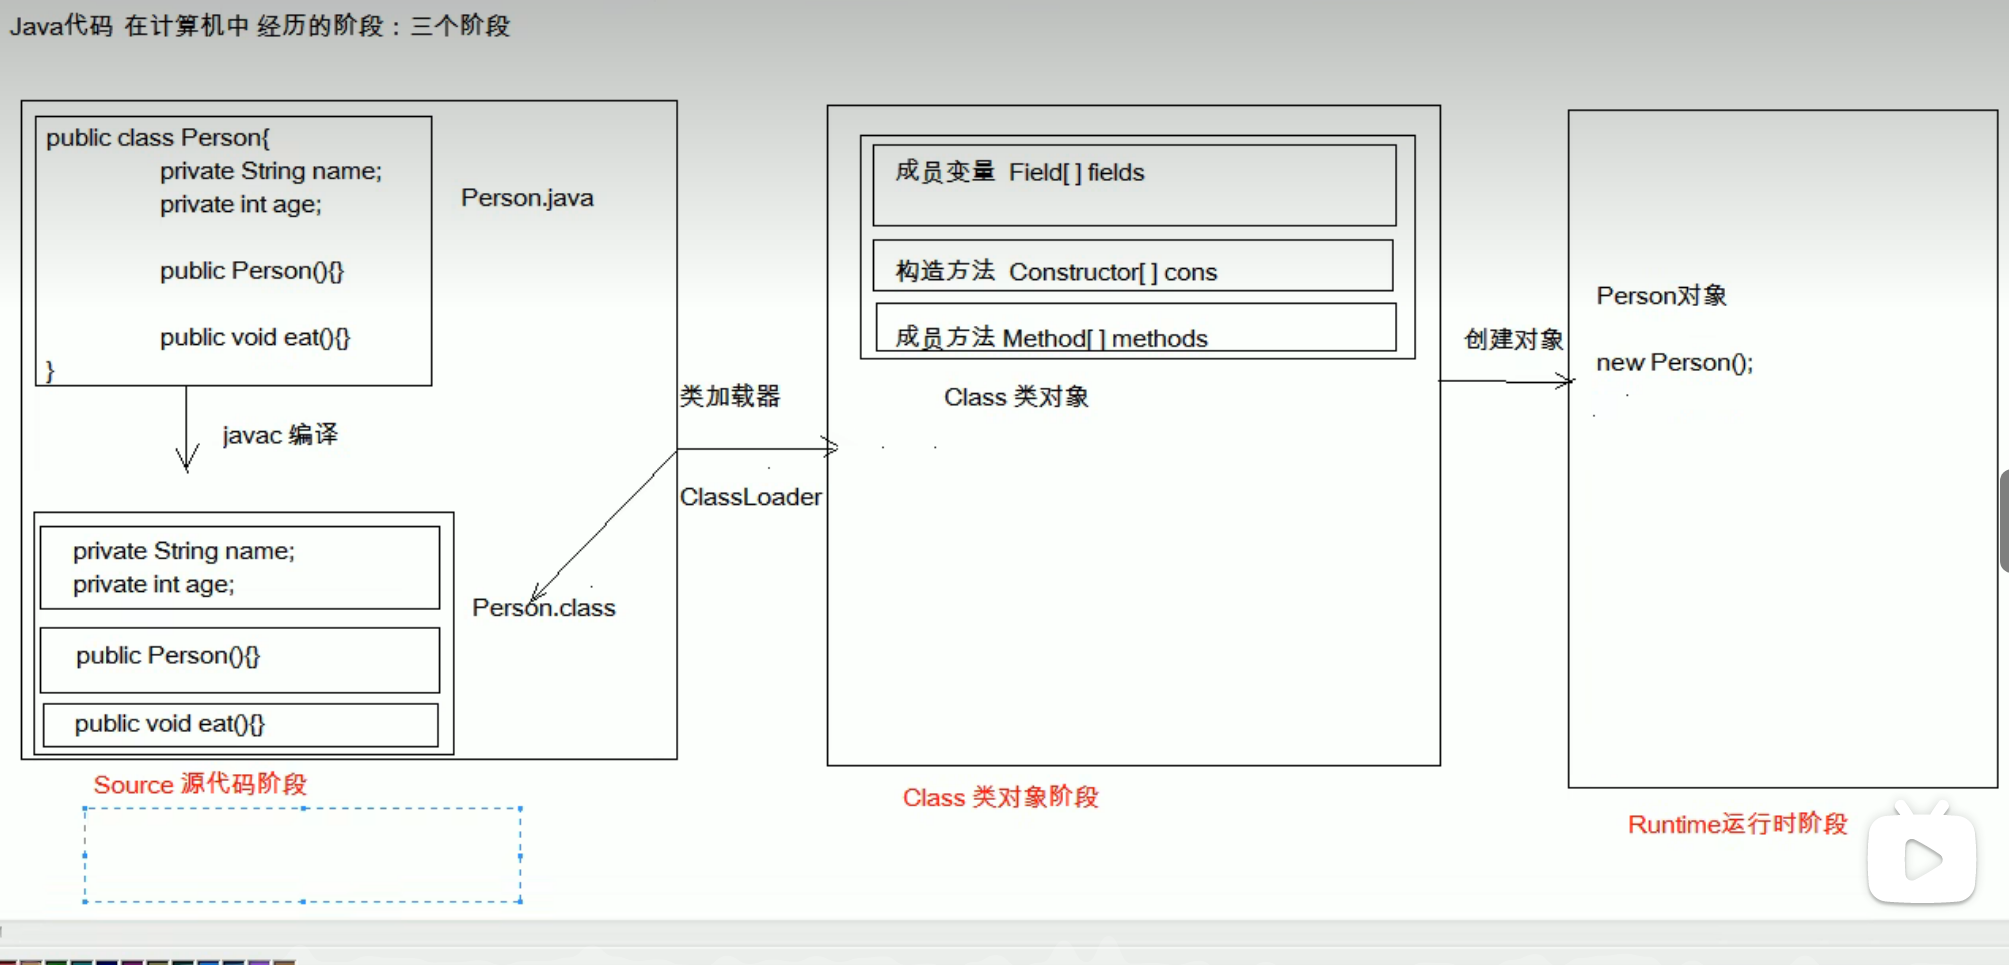 Java代码 在计算机中 经历的阶段：三个阶段
public class Person{
private String name;
private int age;
public Person(){}
public void eat(){}
}
Person.java
javac 编译
private String name;
private int age;
public Person(){}
public void eat(){}
Person.class
Source 源代码阶段
类加载器
ClassLoader
成员变量 Field[ ] fields
构造方法 Constructor[ ] cons
成员方法 Method[ ] methods
Class 类对象
Class 类对象阶段
创建对象
Person对象
new Person();
Runtime运行时阶段